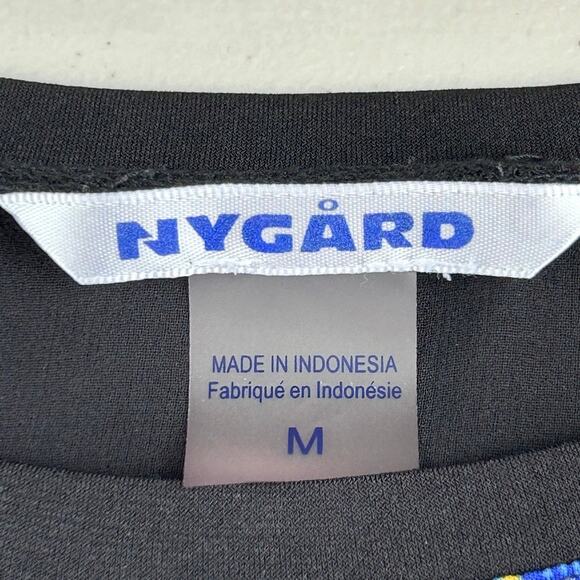 NYGÅRD
MADE IN INDONESIA
Fabriqué en Indonésie
M